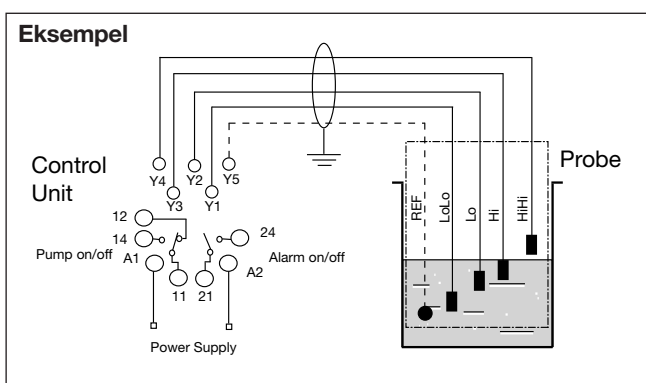 Eksempel
Control
Unit
Probe
Y4
Y3
Y2
Y1
Y5
12
14
A1
11
21
A2
24
Pump on/off
Alarm on/off
Power Supply
REF
LoLo
Lo
Hi
HiHi